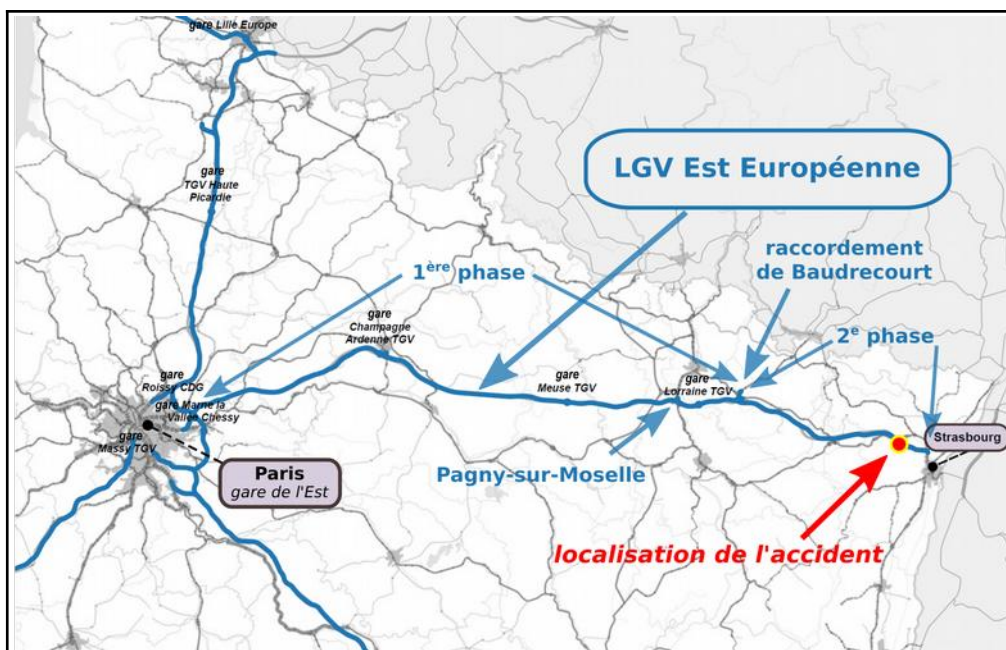 gare Lille Europe
gare
TGV Haute
Picardie
LGV Est Européenne
raccordement
de Baudrecourt
1ère phase
2e phase
gare
Champagne
Ardenne TGV
gare
Roissy CDG
gare Marne la
Vallée Chessy
gare
Massy TGV
gare
Meuse TGV
gare
Lorraine TGV
Strasbourg
Paris
gare de l'Est
Pagny-sur-Moselle
localisation de l'accident